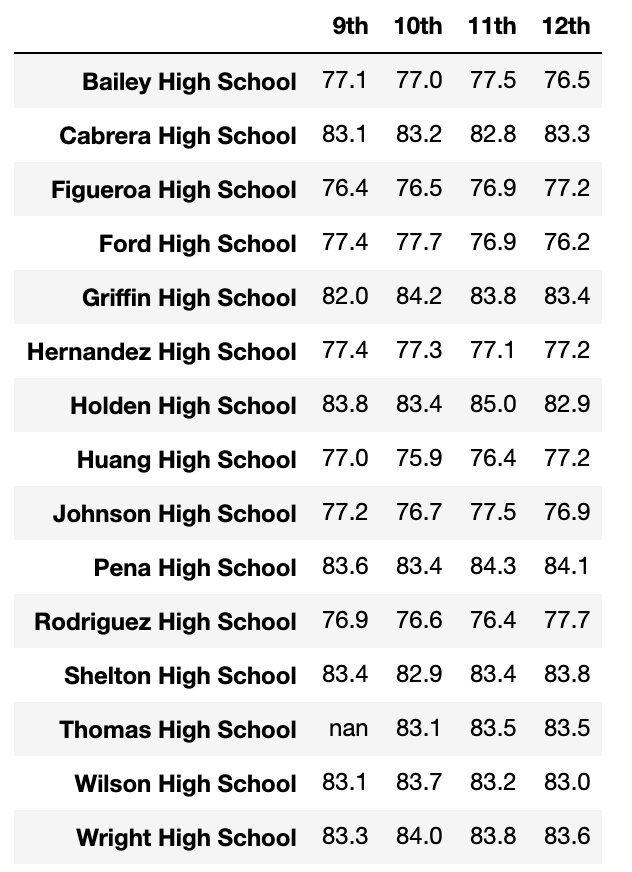 9th 10th 11th 12th
Bailey High School 77.1 77.0 77.5 76.5
Cabrera High School 83.1 83.2 82.8 83.3
Figueroa High School 76.4 76.5 76.9 77.2
Ford High School 77.4 77.7 76.9 76.2
Griffin High School 82.0 84.2 83.8 83.4
Hernandez High School 77.4 77.3 77.1 77.2
Holden High School 83.8 83.4 85.0 82.9
Huang High School 77.0 75.9 76.4 77.2
Johnson High School 77.2 76.7 77.5 76.9
Pena High School 83.6 83.4 84.3 84.1
Rodriguez High School 76.9 76.6 76.4 77.7
Shelton High School 83.4 82.9 83.4 83.8
Thomas High School nan 83.1 83.5 83.5
Wilson High School 83.1 83.7 83.2 83.0
Wright High School 83.3 84.0 83.8 83.6